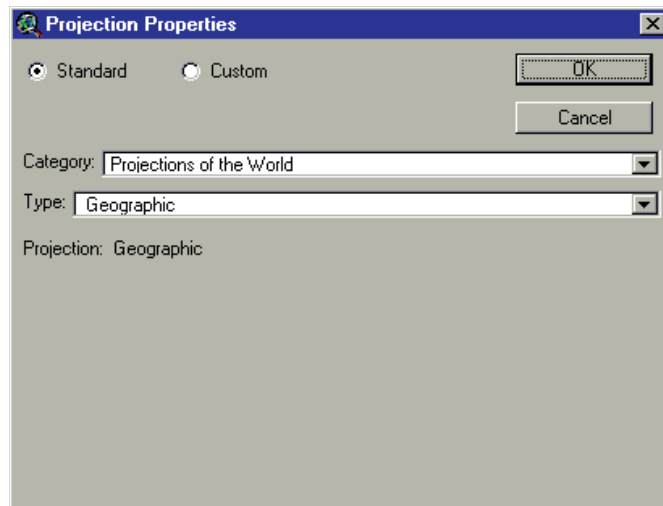 Projection Properties
Standard
Custom
OK
Cancel
Category: Projections of the World
Type: Geographic
Projection: Geographic